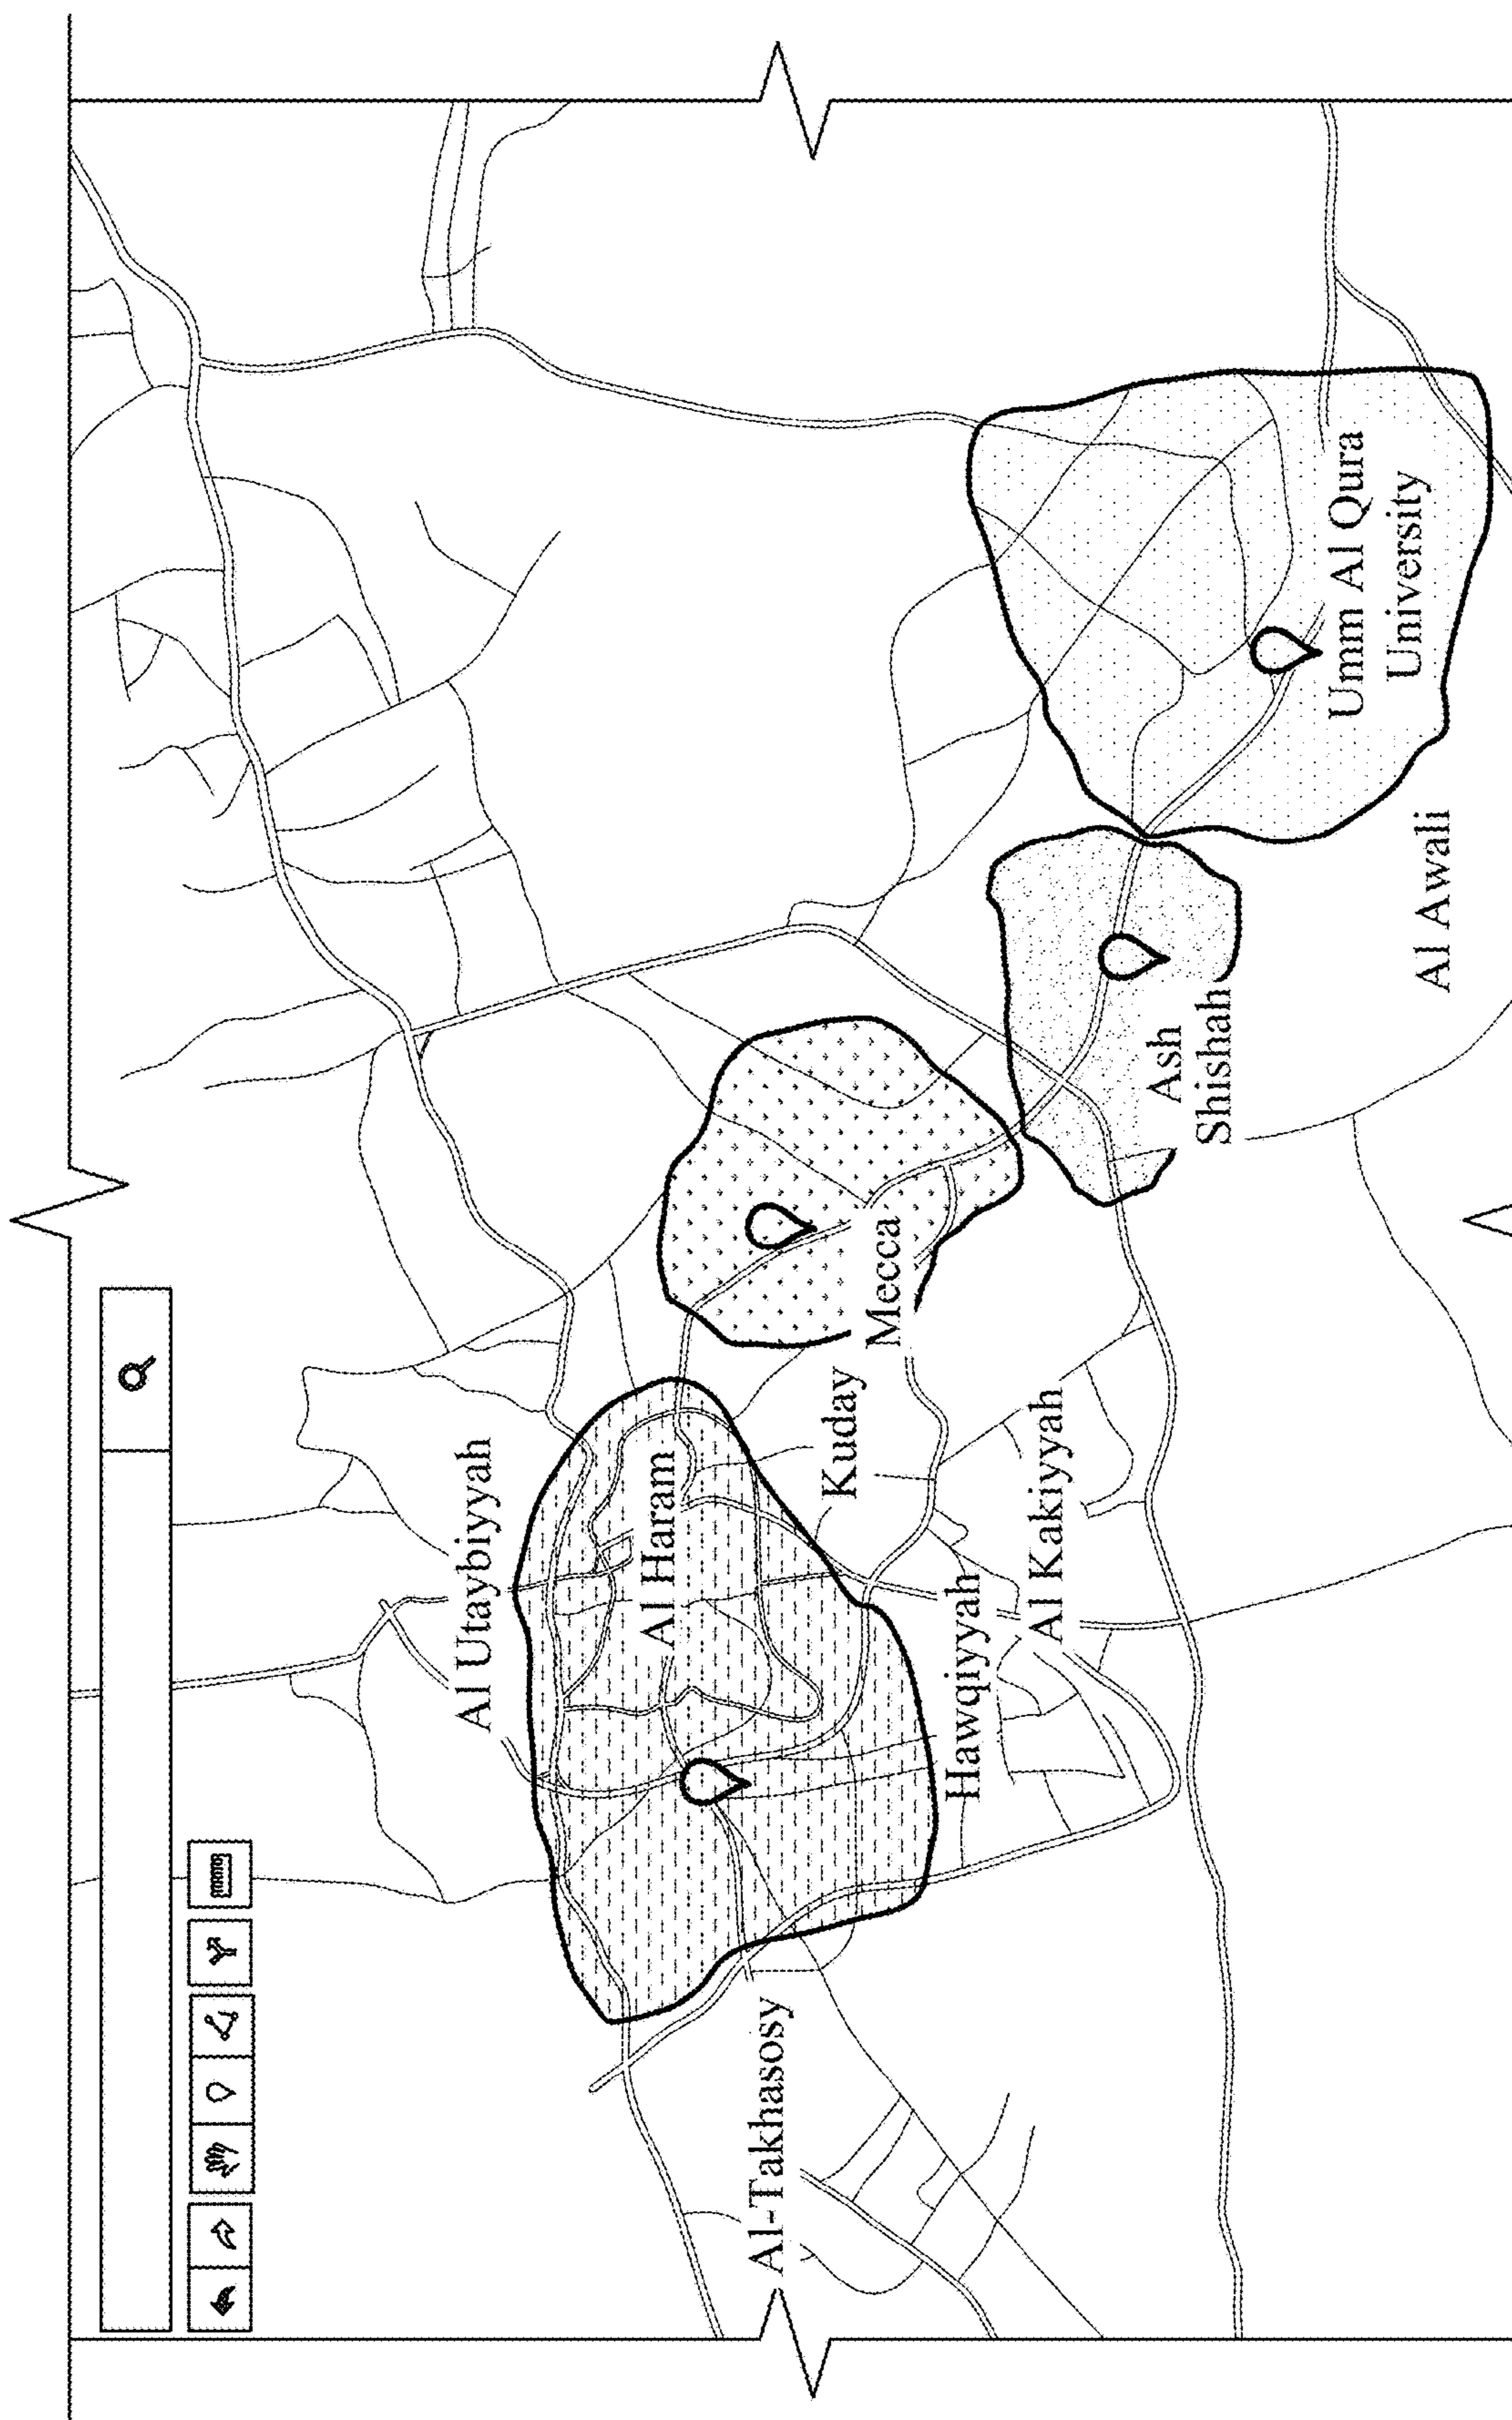 Al Utaybiyyah
Al Haram
Al-Takhasosy
Kuday
Mecca
Hawqiyyah
Al Kakiyyah
Ash
Shishah
Umm Al Qura
University
Al Awali